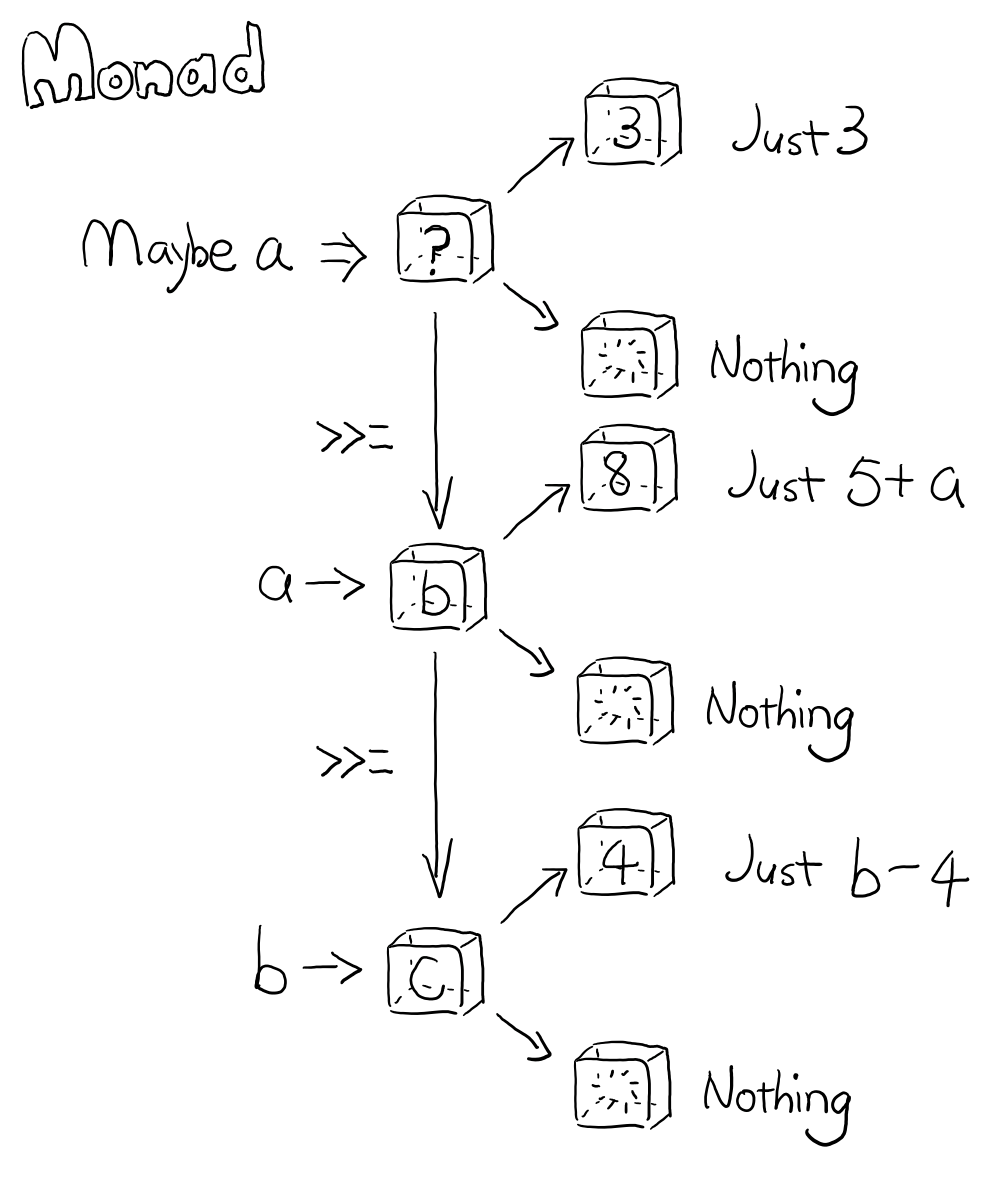 Monad
3 Just 3
Maybe a ⇒ ?
Nothing
>>=
8 Just 5+a
a → b
Nothing
>>=
4 Just b-4
b → C
Nothing